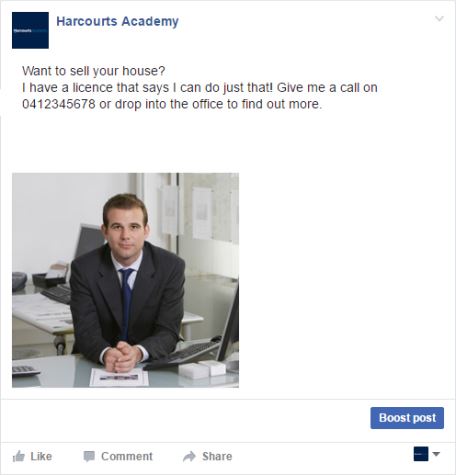 Harcourts Academy
Want to sell your house?
I have a licence that says I can do just that! Give me a call on
0412345678 or drop into the office to find out more.
Boost post
Like
Comment
Share